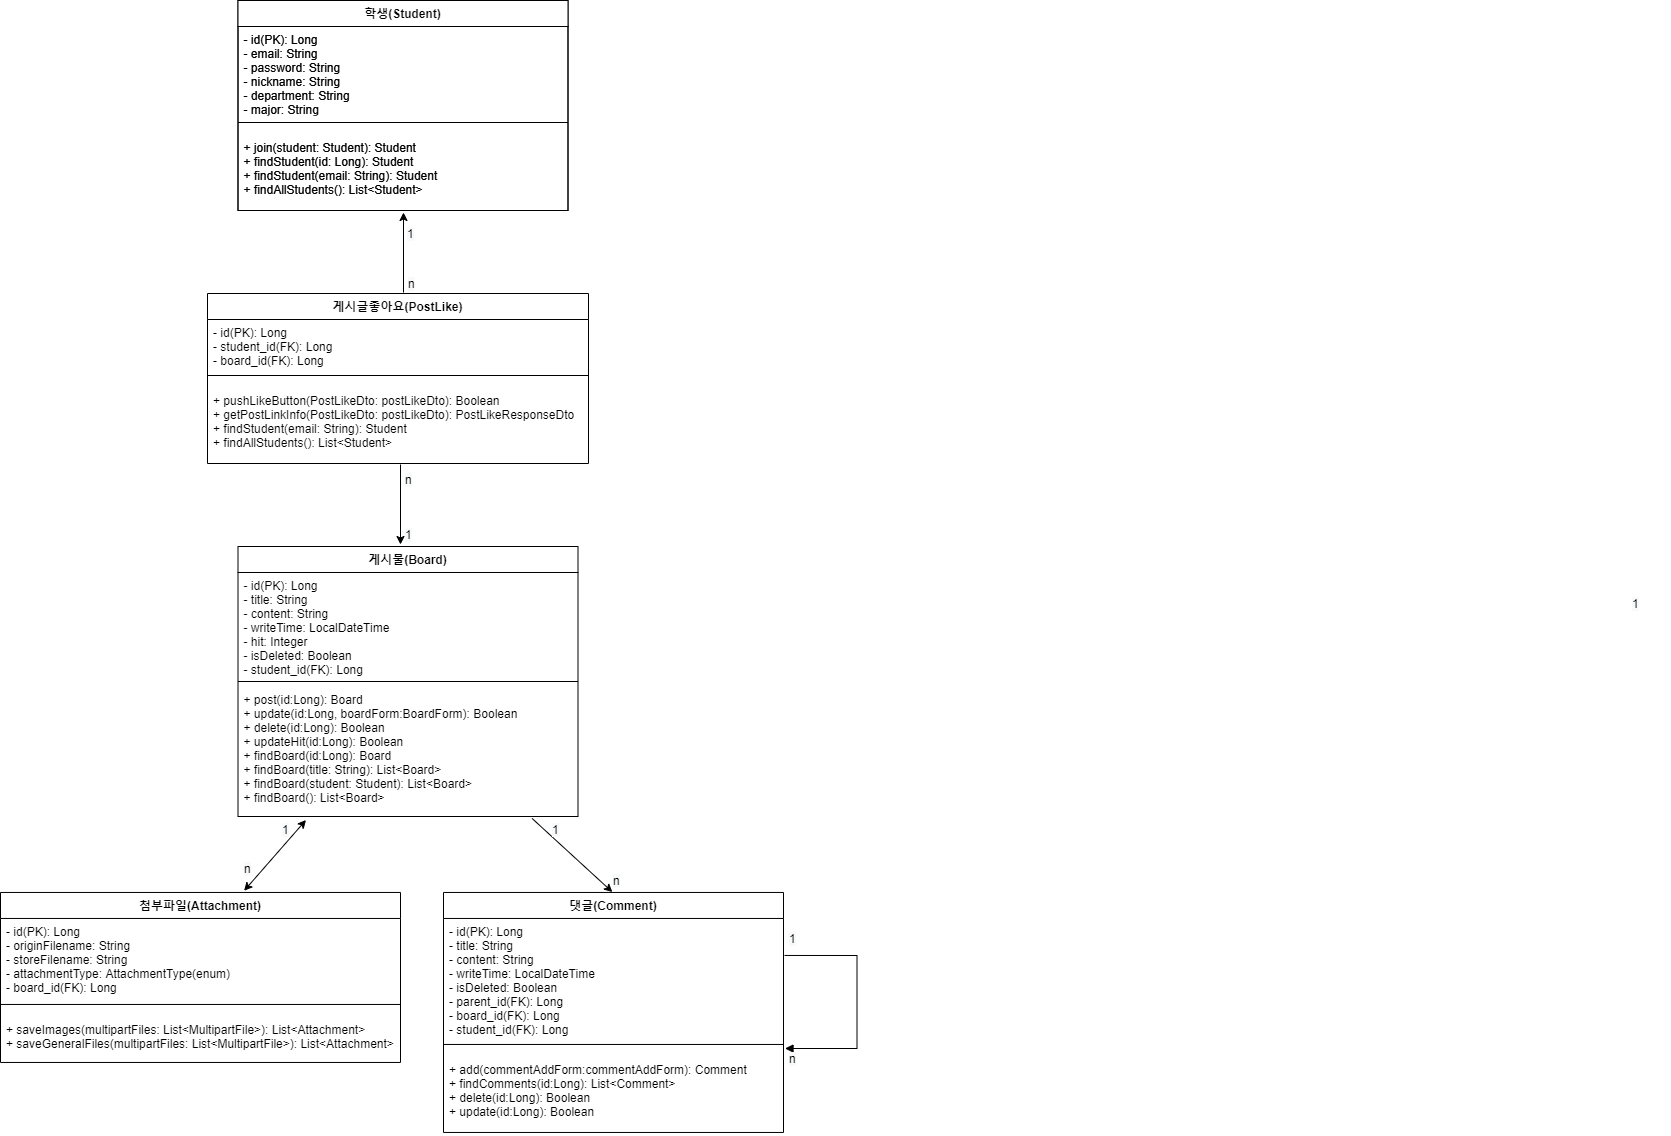 학생(Student)
- id(PK): Long
- email: String
- password: String
- nickname: String
- department: String
- major: String
+ join(student: Student): Student
+ findStudent(id: Long): Student
+ findStudent(email: String): Student
+ findAllStudents(): List<Student>
1
n
게시글좋아요(PostLike)
- id(PK): Long
- student_id(FK): Long
- board_id(FK): Long
+ pushLikeButton(PostLikeDto: postLikeDto): Boolean
+ getPostLinkInfo(PostLikeDto: postLikeDto): PostLikeResponseDto
+ findStudent(email: String): Student
+ findAllStudents(): List<Student>
n
1
게시물(Board)
- id(PK): Long
- title: String
- content: String
- writeTime: LocalDateTime
- hit: Integer
- isDeleted: Boolean
- student_id(FK): Long
+ post(id:Long): Board
+ update(id:Long, boardForm:BoardForm): Boolean
+ delete(id:Long): Boolean
+ updateHit(id:Long): Boolean
+ findBoard(id:Long): Board
+ findBoard(title: String): List<Board>
+ findBoard(student: Student): List<Board>
+ findBoard(): List<Board>
1
1
1
n
n
첨부파일(Attachment)
- id(PK): Long
- originFilename: String
- storeFilename: String
- attachmentType: AttachmentType(enum)
- board_id(FK): Long
+ saveImages(multipartFiles: List<MultipartFile>): List<Attachment>
+ saveGeneralFiles(multipartFiles: List<MultipartFile>): List<Attachment>
댓글(Comment)
- id(PK): Long
- title: String
- content: String
- writeTime: LocalDateTime
- isDeleted: Boolean
- parent_id(FK): Long
- board_id(FK): Long
- student_id(FK): Long
+ add(commentAddForm:commentAddForm): Comment
+ findComments(id:Long): List<Comment>
+ delete(id:Long): Boolean
+ update(id:Long): Boolean
1
n